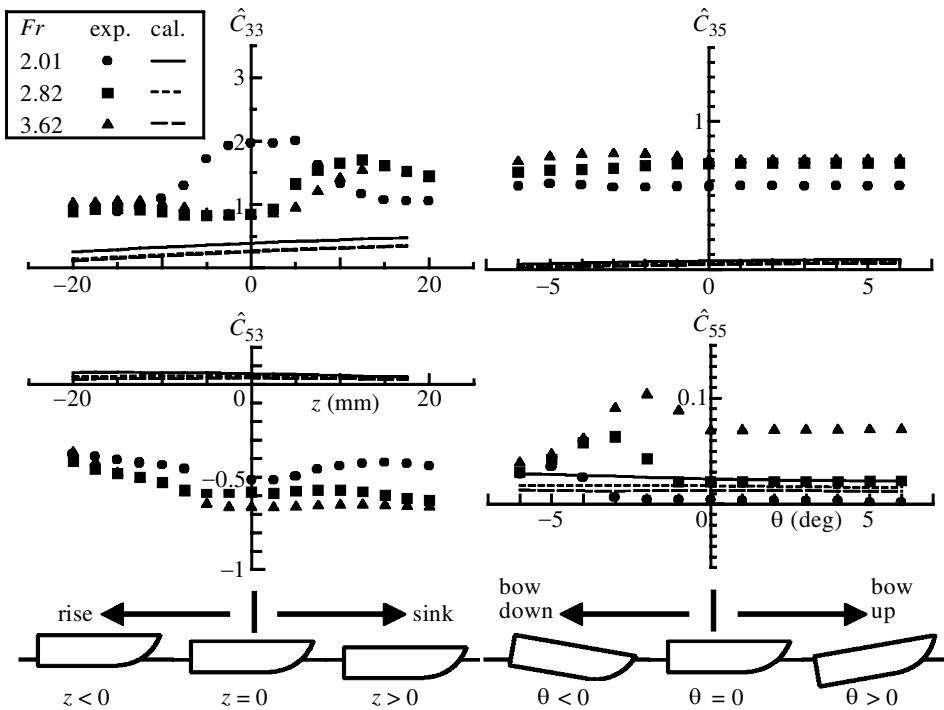 Fr exp. cal.
2.01
2.82
3.62
Ĉ33
3
2
1
−20 0 20
Ĉ35
1
−5 0 5
Ĉ53
−20 0 z (mm) 20
−0.5
−1
Ĉ55
0.1
−5 0 θ (deg) 5
rise sink
z < 0 z = 0 z > 0
bow down
bow up
θ < 0 θ = 0 θ > 0